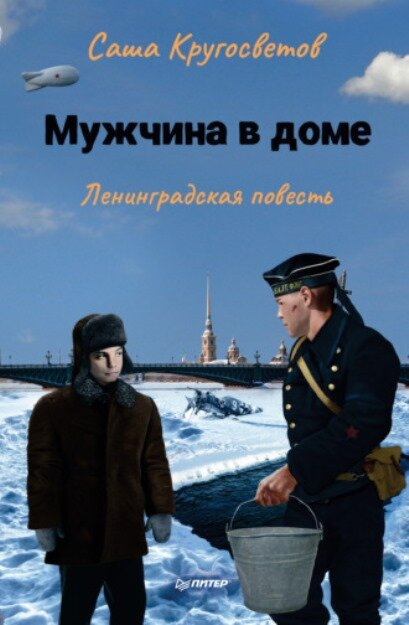 Саша Кругосветов
Мужчина в доме
Ленинградская повесть
ПИТЕР